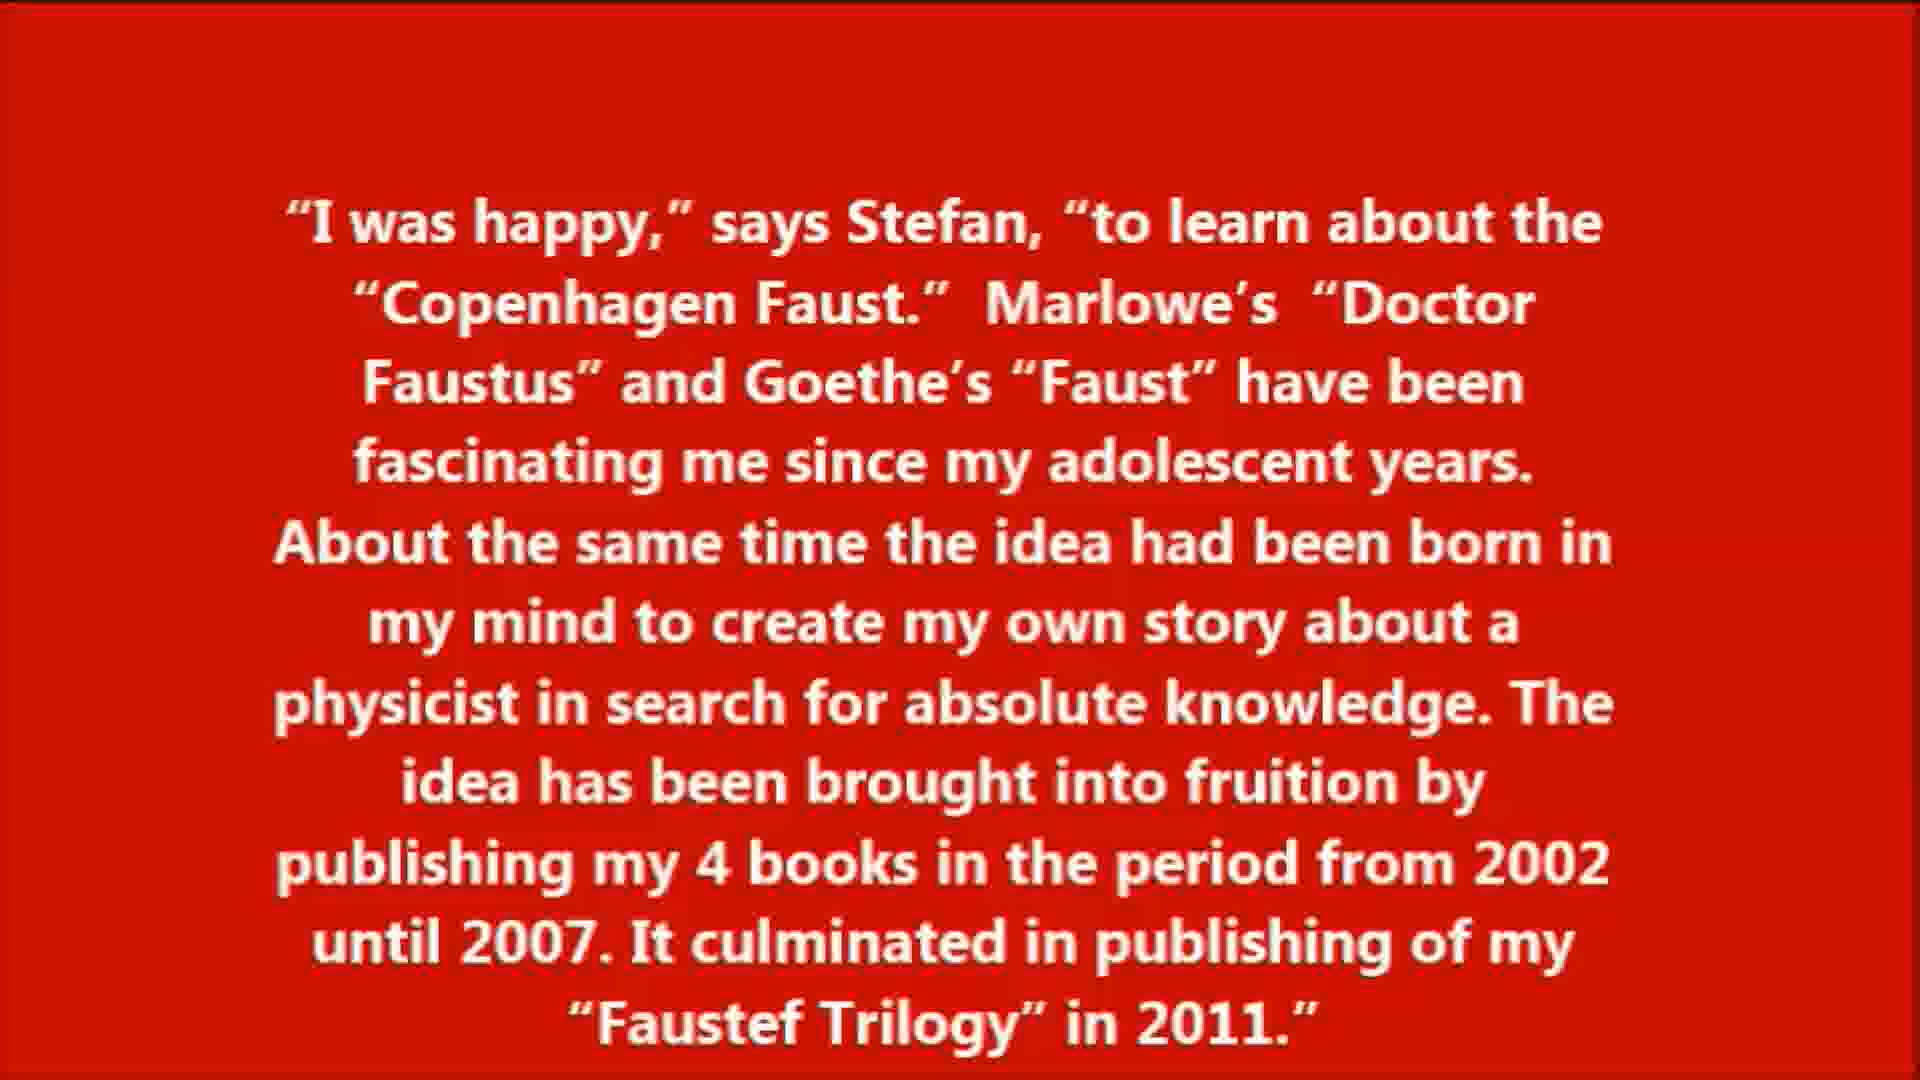 “I was happy,” says Stefan, “to learn about the
“Copenhagen Faust.”  Marlowe’s  “Doctor
Faustus” and Goethe’s “Faust” have been
fascinating me since my adolescent years.
About the same time the idea had been born in
my mind to create my own story about a
physicist in search for absolute knowledge. The
idea has been brought into fruition by
publishing my 4 books in the period from 2002
until 2007. It culminated in publishing of my
“Faustef Trilogy” in 2011.”